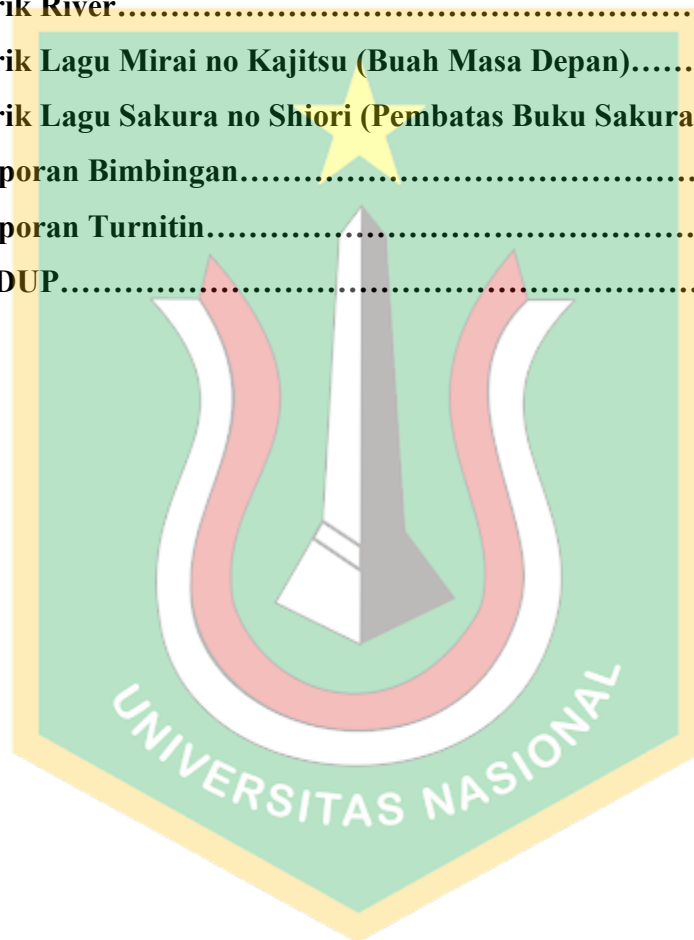 rik River…………………………………………………
rik Lagu Mirai no Kajitsu (Buah Masa Depan)……
rik Lagu Sakura no Shiori (Pembatas Buku Sakura
poran Bimbingan………………………………………
poran Turnitin…………………………………………
DUP………………………………………………………
UNIVERSITAS NASIONAL